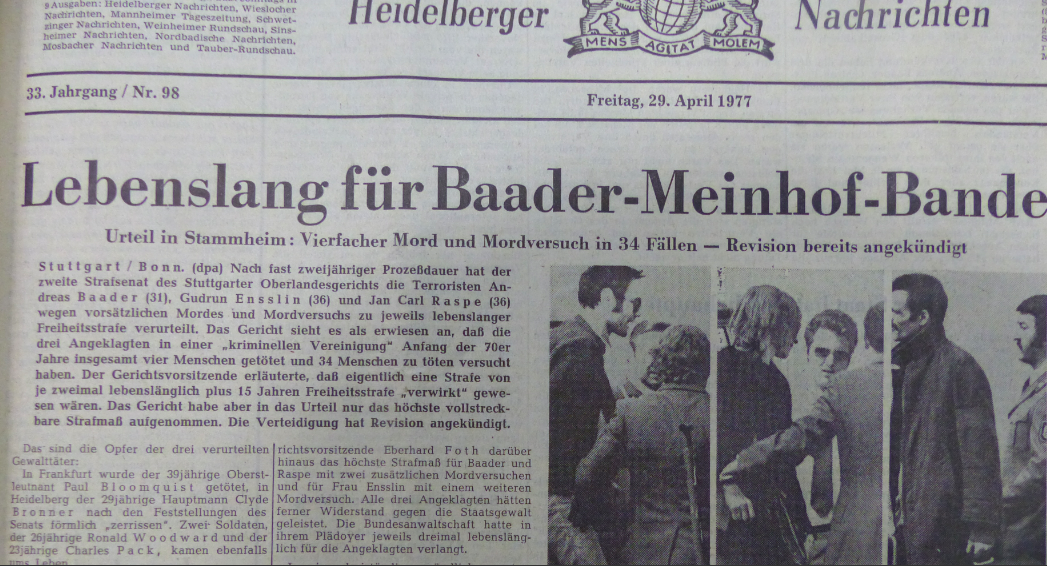 9 Ausgaben: Heidelberger Nachrichten, Wieslocher
Nachrichten, Mannheimer Tageszeitung, Schwet-
zinger Nachrichten, Weinheimer Rundschau, Sins-
heimer Nachrichten, Nordbadische Nachrichten,
Mosbacher Nachrichten und Tauber-Rundschau.
Heidelberger Nachrichten
MENS AGITAT MOLEM
33. Jahrgang / Nr. 98
Freitag, 29. April 1977
Lebenslang für Baader-Meinhof-Bande
Urteil in Stammheim: Vierfacher Mord und Mordversuch in 34 Fällen — Revision bereits angekündigt
Stuttgart / Bonn. (dpa) Nach fast zweijähriger Prozeßdauer hat der
zweite Strafsenat des Stuttgarter Oberlandesgerichts die Terroristen An-
dreas Baader (31), Gudrun Ensslin (36) und Jan Carl Raspe (36)
wegen vorsätzlichen Mordes und Mordversuchs zu jeweils lebenslanger
Freiheitsstrafe verurteilt. Das Gericht sieht es als erwiesen an, daß die
drei Angeklagten in einer „kriminellen Vereinigung" Anfang der 70er
Jahre insgesamt vier Menschen getötet und 34 Menschen zu töten versucht
haben. Der Gerichtsvorsitzende erläuterte, daß eigentlich eine Strafe von
je zweimal lebenslänglich plus 15 Jahren Freiheitsstrafe „verwirkt" gewe-
sen wären. Das Gericht habe aber in das Urteil nur das höchste vollstreck-
bare Strafmaß aufgenommen. Die Verteidigung hat Revision angekündigt.
Das sind die Opfer der drei verurteilten
Gewalttäter:
In Frankfurt wurde der 39jährige Oberst-
leutnant Paul Bloomquist getötet, in
Heidelberg der 29jährige Hauptmann Clyde
Bronner nach den Feststellungen des
Senats förmlich „zerrissen". Zwei Soldaten,
der 26jährige Ronald Woodward und der
23jährige Charles Pack, kamen ebenfalls
ums Leben
richtsvorsitzende Eberhard Foth darüber
hinaus das höchste Strafmaß für Baader und
Raspe mit zwei zusätzlichen Mordversuchen
und für Frau Ensslin mit einem weiteren
Mordversuch. Alle drei Angeklagten hätten
ferner Widerstand gegen die Staatsgewalt
geleistet. Die Bundesanwaltschaft hatte in
ihrem Plädoyer jeweils dreimal lebensläng-
lich für die Angeklagten verlangt.